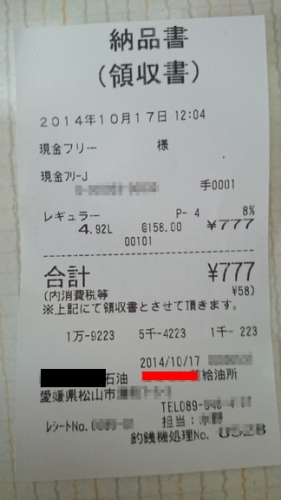 納品書
(領収書)
2014年10月17日 12:04
現金フリー 様
現金フリーJ
手0001
レギュラー P- 4 8%
4.92L @158.00 ¥777
00101
合計 ¥777
(内消費税等 ¥58)
※上記にて領収書とさせて頂きます。
1万-9223 5千-4223 1千- 223
2014/10/17
石油 給油所
愛媛県松山市
TEL089-
レシートNo. 担当:
釣銭機処理No. 0528